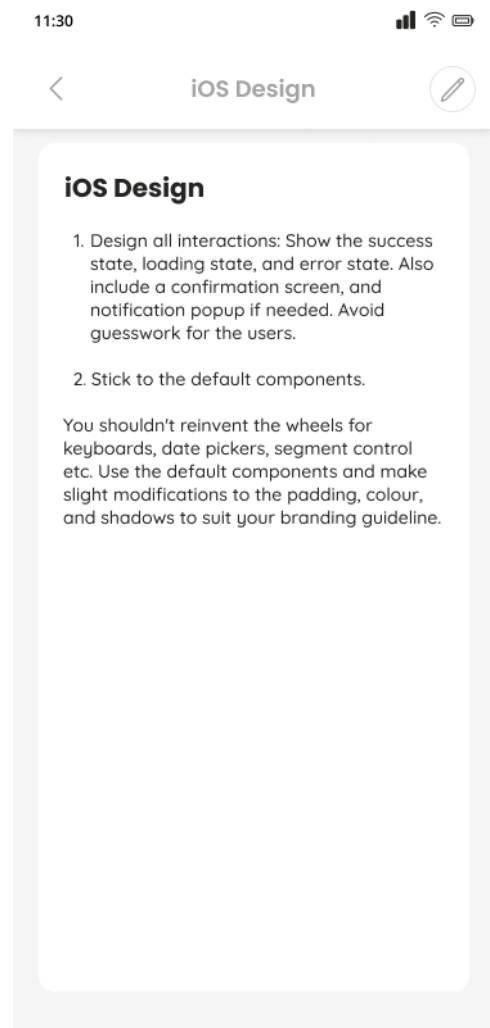 11:30
iOS Design
iOS Design
1. Design all interactions: Show the success
state, loading state, and error state. Also
include a confirmation screen, and
notification popup if needed. Avoid
guesswork for the users.
2. Stick to the default components.
You shouldn't reinvent the wheels for
keyboards, date pickers, segment control
etc. Use the default components and make
slight modifications to the padding, colour,
and shadows to suit your branding guideline.